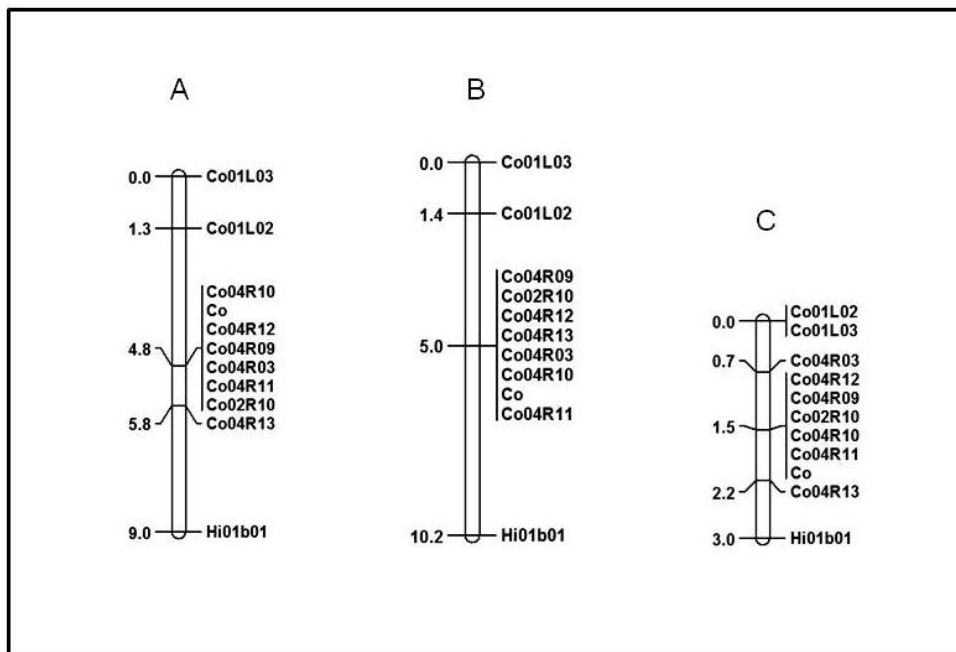 A
0.0 Co01L03
1.3 Co01L02
Co04R10
Co
Co04R12
4.8 Co04R09
Co04R03
Co04R11
Co02R10
5.8 Co04R13
9.0 Hi01b01
B
0.0 Co01L03
1.4 Co01L02
Co04R09
Co02R10
Co04R12
Co04R13
5.0 Co04R03
Co04R10
Co
Co04R11
10.2 Hi01b01
C
0.0 Co01L02
Co01L03
0.7 Co04R03
Co04R12
Co04R09
1.5 Co02R10
Co04R10
Co04R11
Co
2.2 Co04R13
3.0 Hi01b01